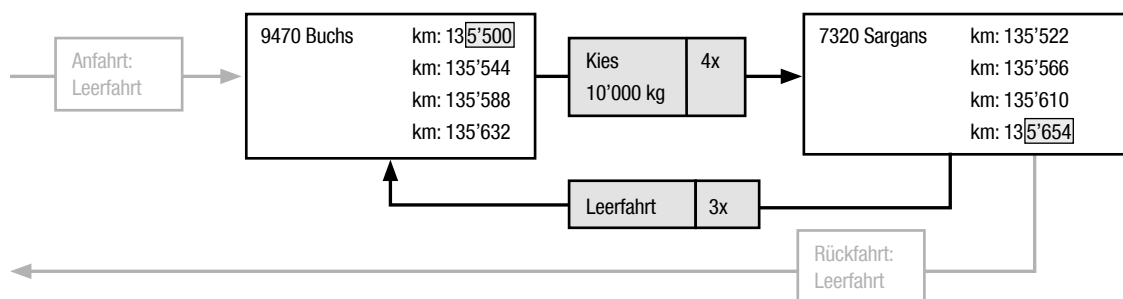 Anfahrt:
Leerfahrt
9470 Buchs km: 135’500
km: 135’544
km: 135’588
km: 135’632
Kies 4x
10’000 kg
7320 Sargans km: 135’522
km: 135’566
km: 135’610
km: 135’654
Leerfahrt 3x
Rückfahrt:
Leerfahrt